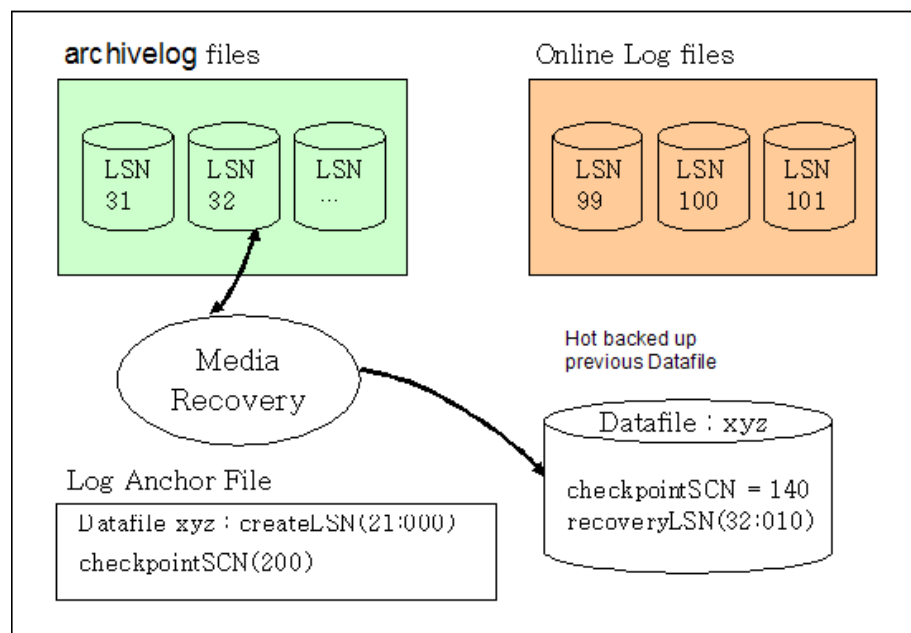 archivelog files
Online Log files
LSN
31
LSN
32
LSN
...
LSN
99
LSN
100
LSN
101
Media
Recovery
Hot backed up
previous Datafile
Datafile : xyz
checkpointSCN = 140
recoveryLSN(32:010)
Log Anchor File
Datafile xyz : createLSN(21:000)
checkpointSCN(200)